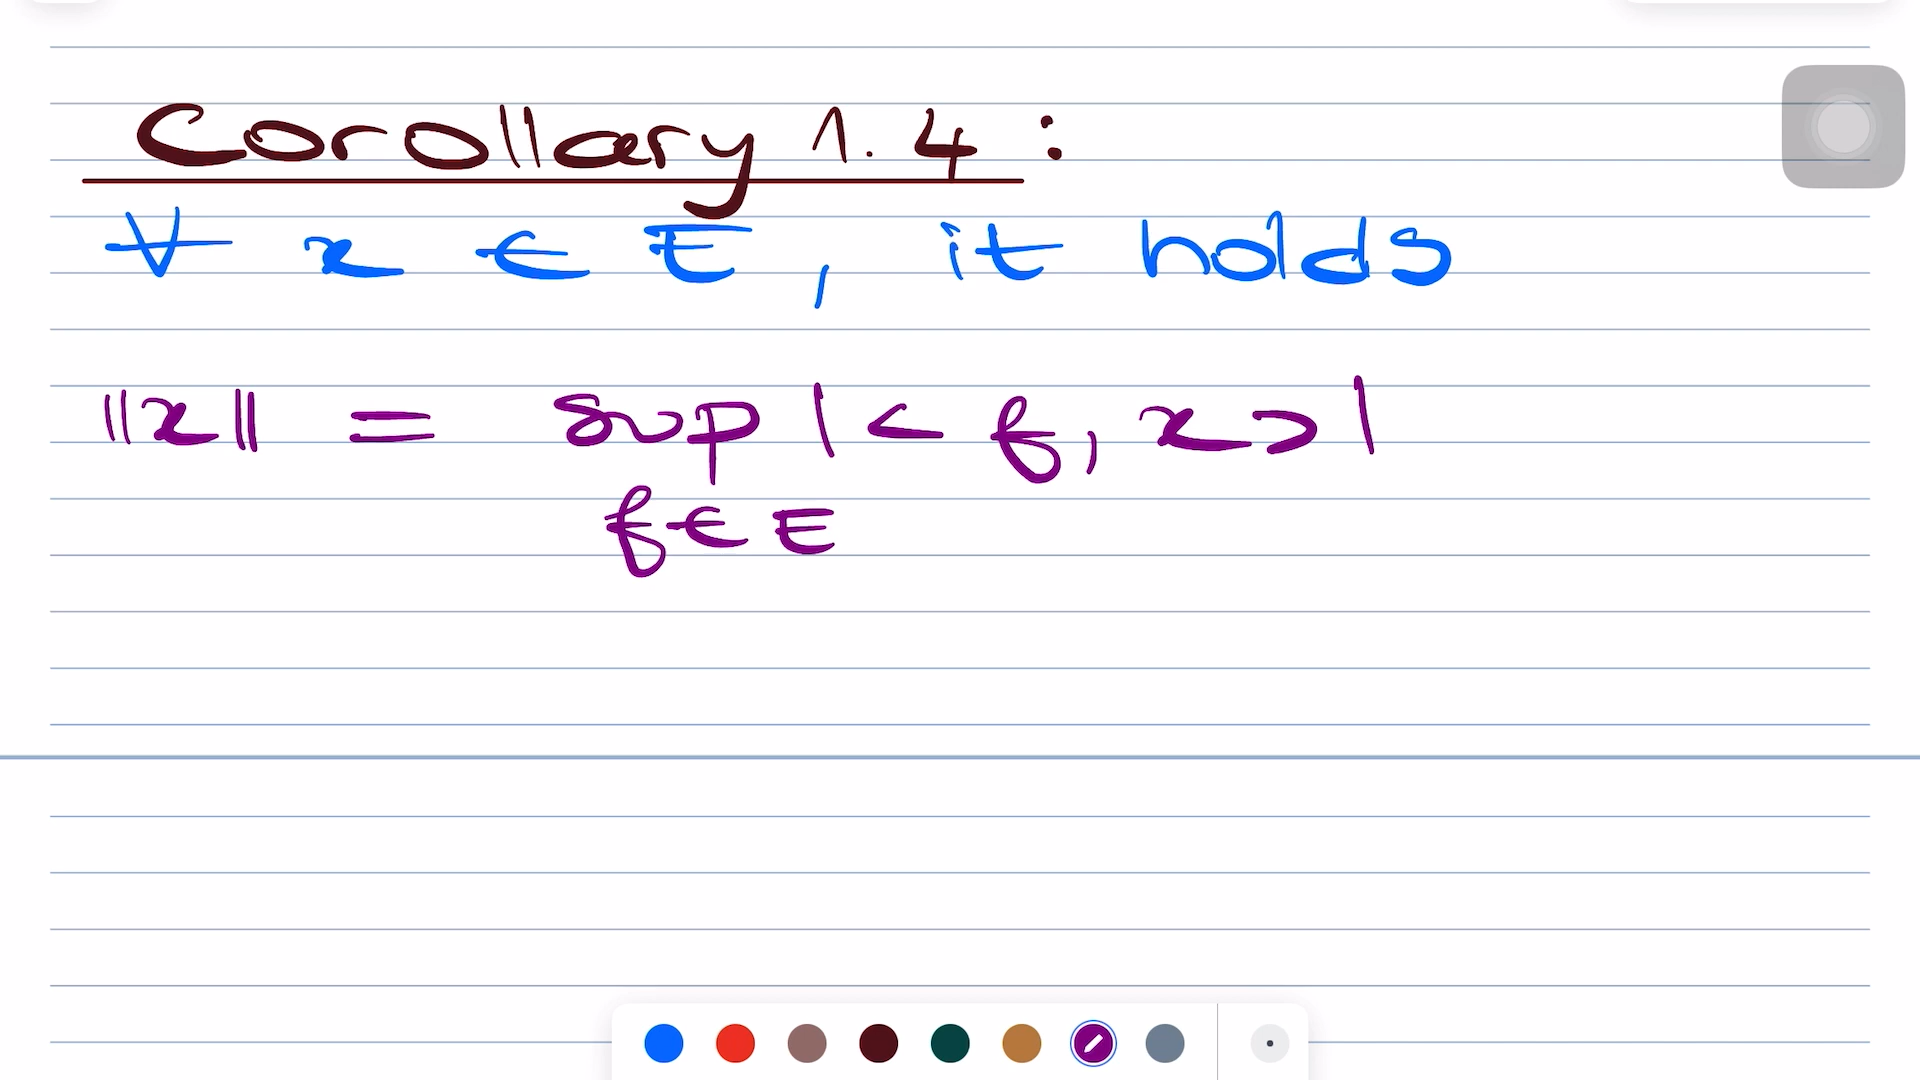 Corollary 1.4 :
∀ x ∈ E , it holds
||x|| = sup |< f, x >|
f ∈ E